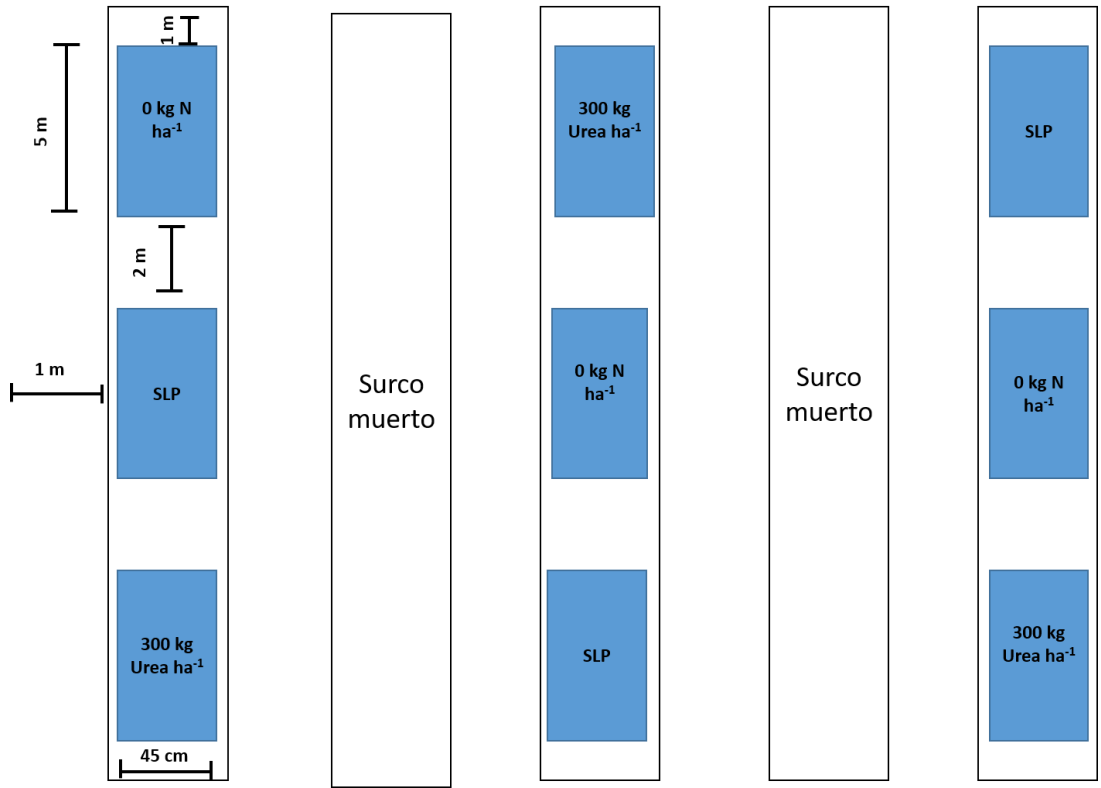 1 m
0 kg N
ha⁻¹
300 kg
Urea ha⁻¹
SLP
5 m
2 m
1 m
SLP
Surco
muerto
0 kg N
ha⁻¹
Surco
muerto
0 kg N
ha⁻¹
300 kg
Urea ha⁻¹
SLP
300 kg
Urea ha⁻¹
45 cm